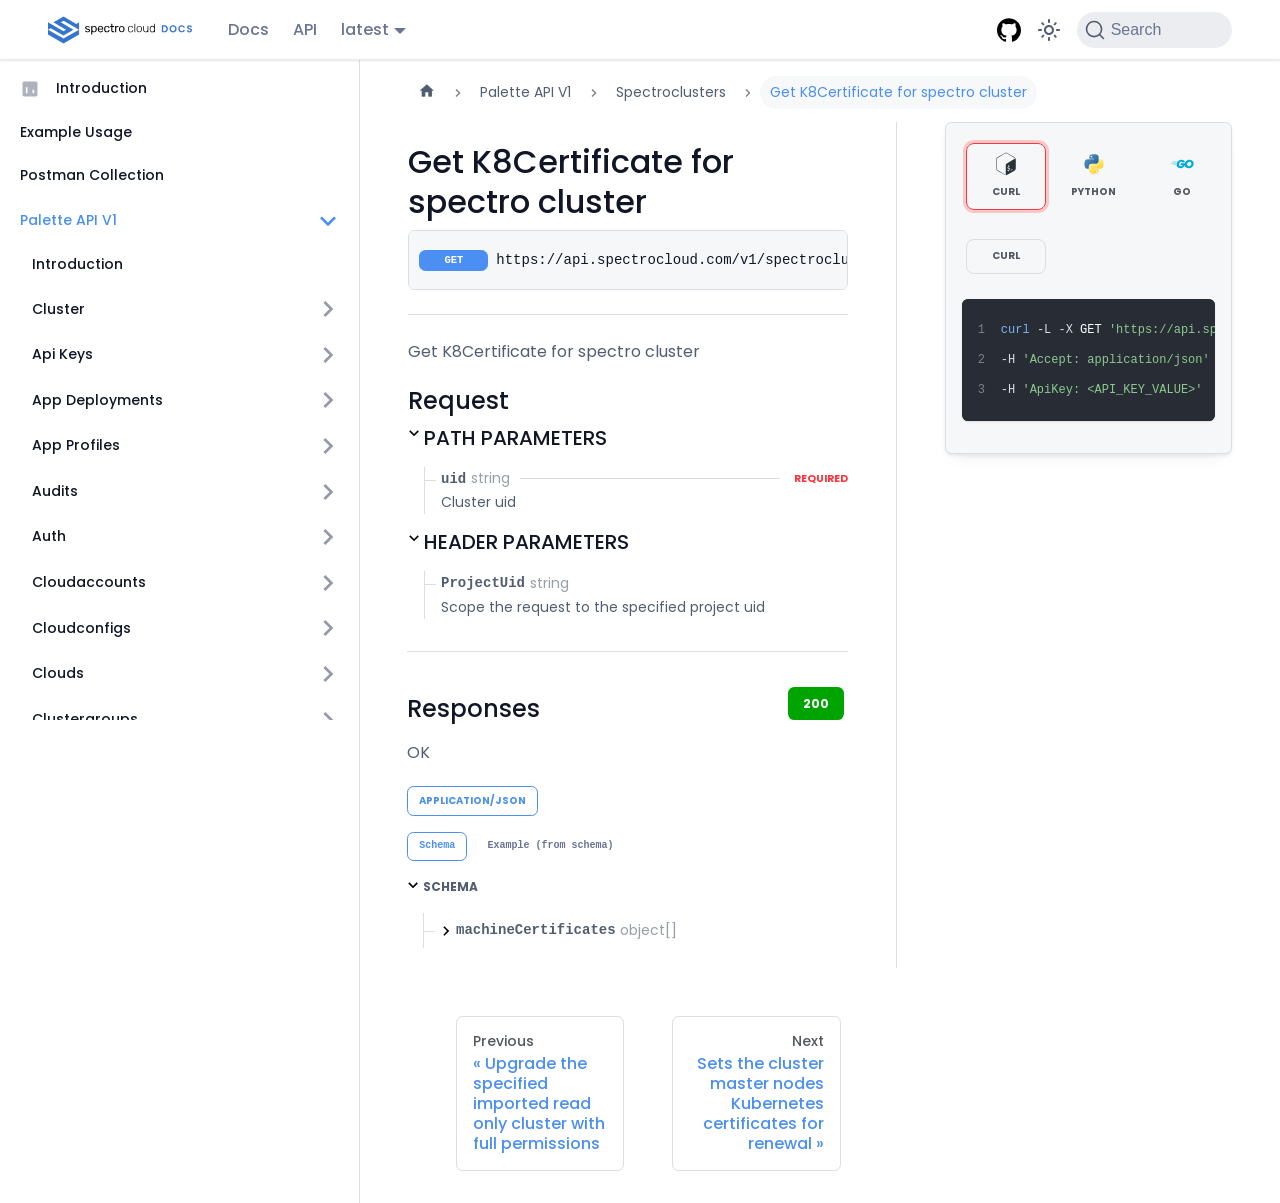 spectro cloud DOCS
Docs
API
latest
Search
Introduction
Example Usage
Postman Collection
Palette API V1
Introduction
Cluster
Api Keys
App Deployments
App Profiles
Audits
Auth
Cloudaccounts
Cloudconfigs
Clouds
Clustergroups
Palette API V1
Spectroclusters
Get K8Certificate for spectro cluster
Get K8Certificate for
spectro cluster
GET https://api.spectrocloud.com/v1/spectroclu
Get K8Certificate for spectro cluster
Request
PATH PARAMETERS
uid string REQUIRED
Cluster uid
HEADER PARAMETERS
ProjectUid string
Scope the request to the specified project uid
Responses
200
OK
APPLICATION/JSON
Schema
Example (from schema)
SCHEMA
machineCertificates object[]
CURL
PYTHON
GO
CURL
1 curl -L -X GET 'https://api.sp
2 -H 'Accept: application/json'
3 -H 'ApiKey: <API_KEY_VALUE>'
Previous
« Upgrade the
specified
imported read
only cluster with
full permissions
Next
Sets the cluster
master nodes
Kubernetes
certificates for
renewal »